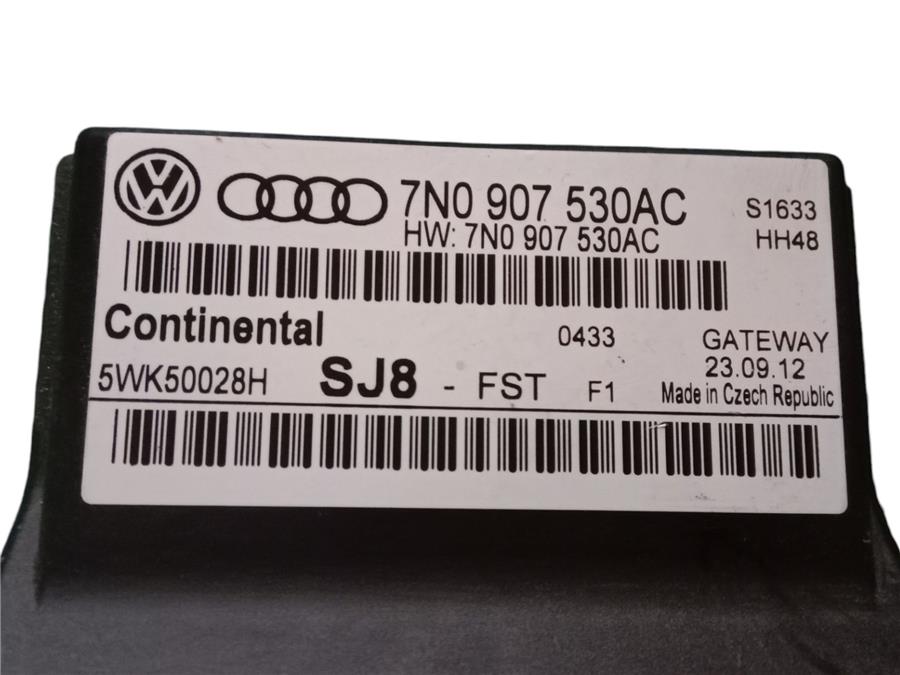 7N0 907 530AC S1633
HW: 7N0 907 530AC HH48
Continental 0433 GATEWAY
5WK50028H SJ8 - FST F1 23.09.12
Made in Czech Republic